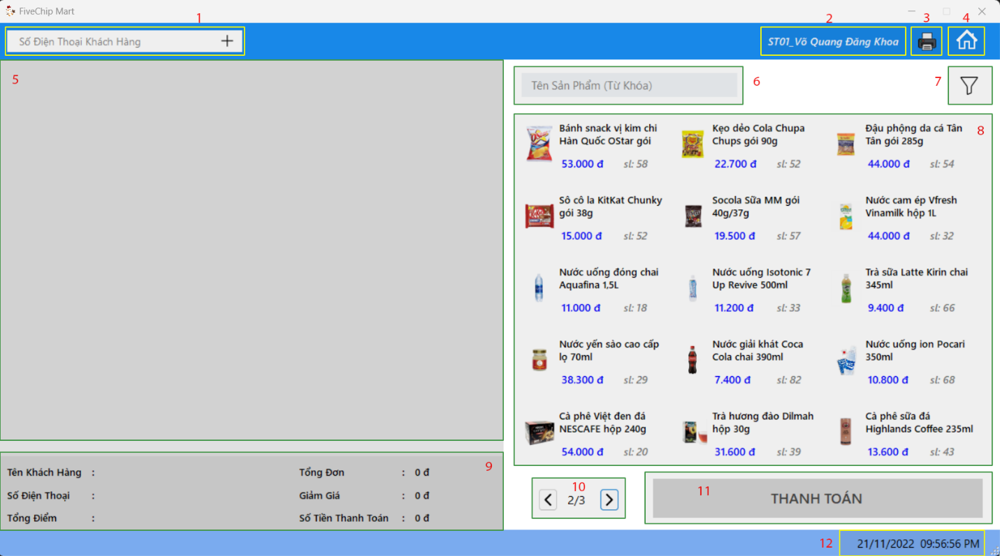 FiveChip Mart
1
2
3
4
Số Điện Thoại Khách Hàng
ST01_Võ Quang Đăng Khoa
5
Tên Sản Phẩm (Từ Khóa)
6
7
8
Bánh snack vị kim chi
Hàn Quốc OStar gói
53.000 đ sl: 58
Kẹo dẻo Cola Chupa
Chups gói 90g
22.700 đ sl: 52
Đậu phộng da cá Tân
Tân gói 285g
44.000 đ sl: 54
Sô cô la KitKat Chunky
gói 38g
15.000 đ sl: 52
Socola Sữa MM gói
40g/37g
19.500 đ sl: 57
Nước cam ép Vfresh
Vinamilk hộp 1L
44.000 đ sl: 32
Nước uống đóng chai
Aquafina 1,5L
11.000 đ sl: 18
Nước uống Isotonic 7
Up Revive 500ml
11.200 đ sl: 33
Trà sữa Latte Kirin chai
345ml
9.400 đ sl: 66
Nước yến sào cao cấp
lọ 70ml
38.300 đ sl: 29
Nước giải khát Coca
Cola chai 390ml
7.400 đ sl: 82
Nước uống ion Pocari
350ml
10.800 đ sl: 68
Cà phê Việt đen đá
NESCAFE hộp 240g
54.000 đ sl: 20
Trà hương đào Dilmah
hộp 30g
31.600 đ sl: 39
Cà phê sữa đá
Highlands Coffee 235ml
13.600 đ sl: 43
9
Tên Khách Hàng :
Số Điện Thoại :
Tổng Điểm :
Tổng Đơn : 0 đ
Giảm Giá : 0 đ
Số Tiền Thanh Toán : 0 đ
10
2/3
11
THANH TOÁN
12
21/11/2022 09:56:56 PM